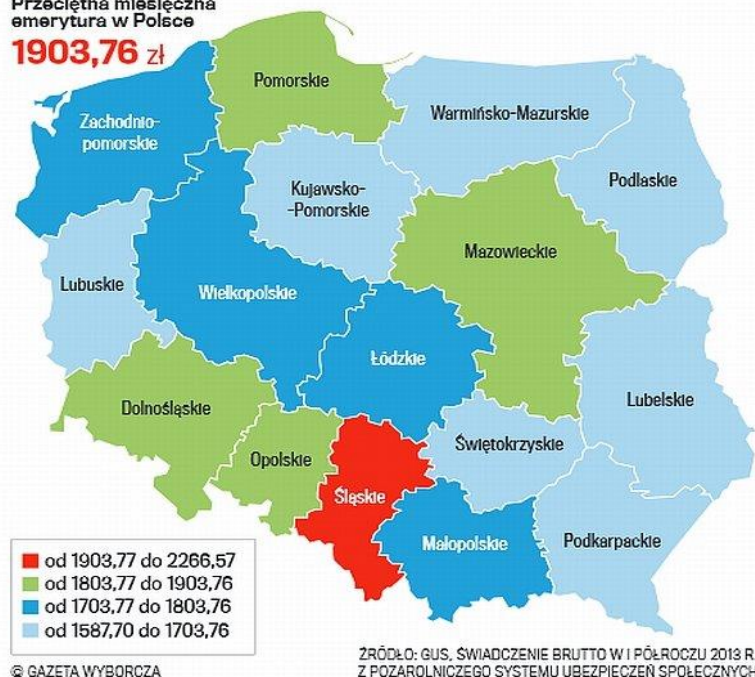 Przeciętna miesięczna
emerytura w Polsce
1903,76 zł
Pomorskie
Zachodnio-
pomorskie
Warmińsko-Mazurskie
Kujawsko-
-Pomorskie
Podlaskie
Mazowieckie
Lubuskie
Wielkopolskie
Łódzkie
Dolnośląskie
Lubelskie
Opolskie
Świętokrzyskie
Śląskie
Małopolskie
Podkarpackie
od 1903,77 do 2266,57
od 1803,77 do 1903,76
od 1703,77 do 1803,76
od 1587,70 do 1703,76
© GAZETA WYBORCZA
ŹRÓDŁO: GUS, ŚWIADCZENIE BRUTTO W I PÓŁROCZU 2013 R.
Z POZAROLNICZEGO SYSTEMU UBEZPIECZEŃ SPOŁECZNYCH